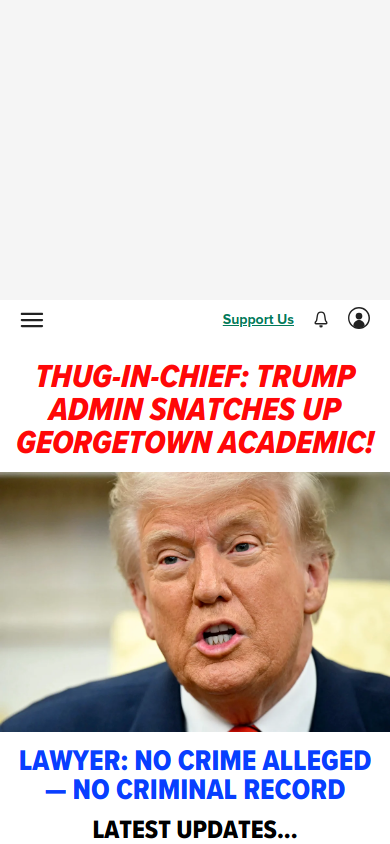 Support Us
THUG-IN-CHIEF: TRUMP
ADMIN SNATCHES UP
GEORGETOWN ACADEMIC!
LAWYER: NO CRIME ALLEGED
— NO CRIMINAL RECORD
LATEST UPDATES...